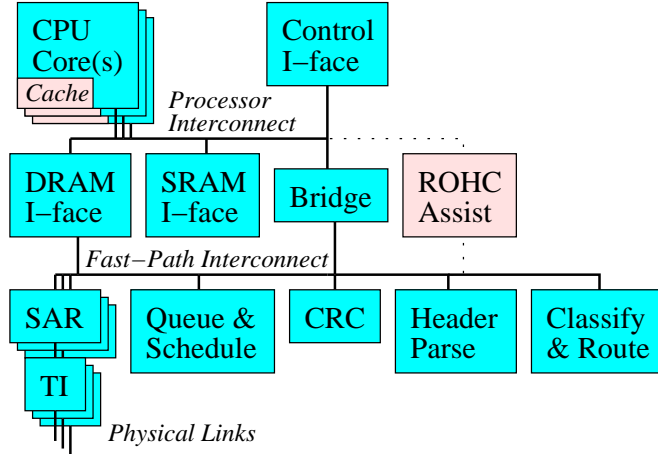 CPU
Core(s)
Cache
Control
I–face
Processor
Interconnect
DRAM
I–face
SRAM
I–face
Bridge
ROHC
Assist
Fast–Path Interconnect
SAR
Queue &
Schedule
CRC
Header
Parse
Classify
& Route
TI
Physical Links